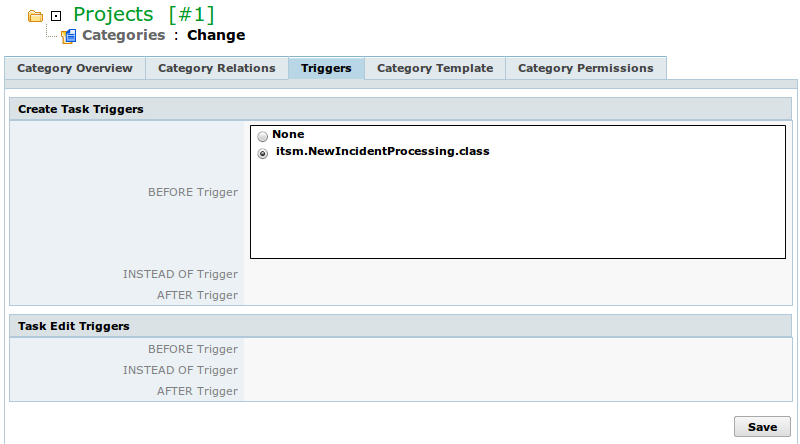 Projects [#1]
Categories : Change
Category Overview Category Relations Triggers Category Template Category Permissions
Create Task Triggers
None
itsm.NewIncidentProcessing.class
BEFORE Trigger
INSTEAD OF Trigger
AFTER Trigger
Task Edit Triggers
BEFORE Trigger
INSTEAD OF Trigger
AFTER Trigger
Save